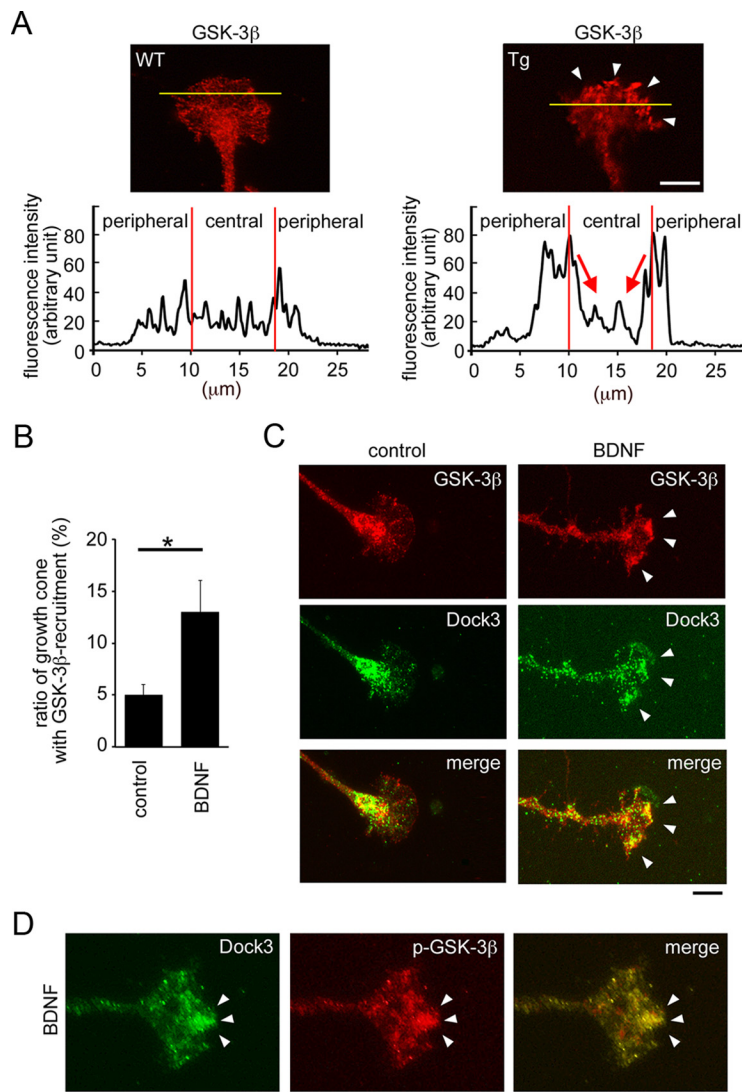 A
GSK-3β
WT
GSK-3β
Tg
fluorescence intensity
(arbitrary unit)
80
60
40
20
0
peripheral central peripheral
0 5 10 15 20 25
(μm)
fluorescence intensity
(arbitrary unit)
80
60
40
20
0
peripheral central peripheral
0 5 10 15 20 25
(μm)
B
ratio of growth cone
with GSK-3β-recruitment (%)
20
15
10
5
0
*
control
BDNF
C
control
BDNF
GSK-3β
GSK-3β
Dock3
Dock3
merge
merge
D
BDNF
Dock3
p-GSK-3β
merge